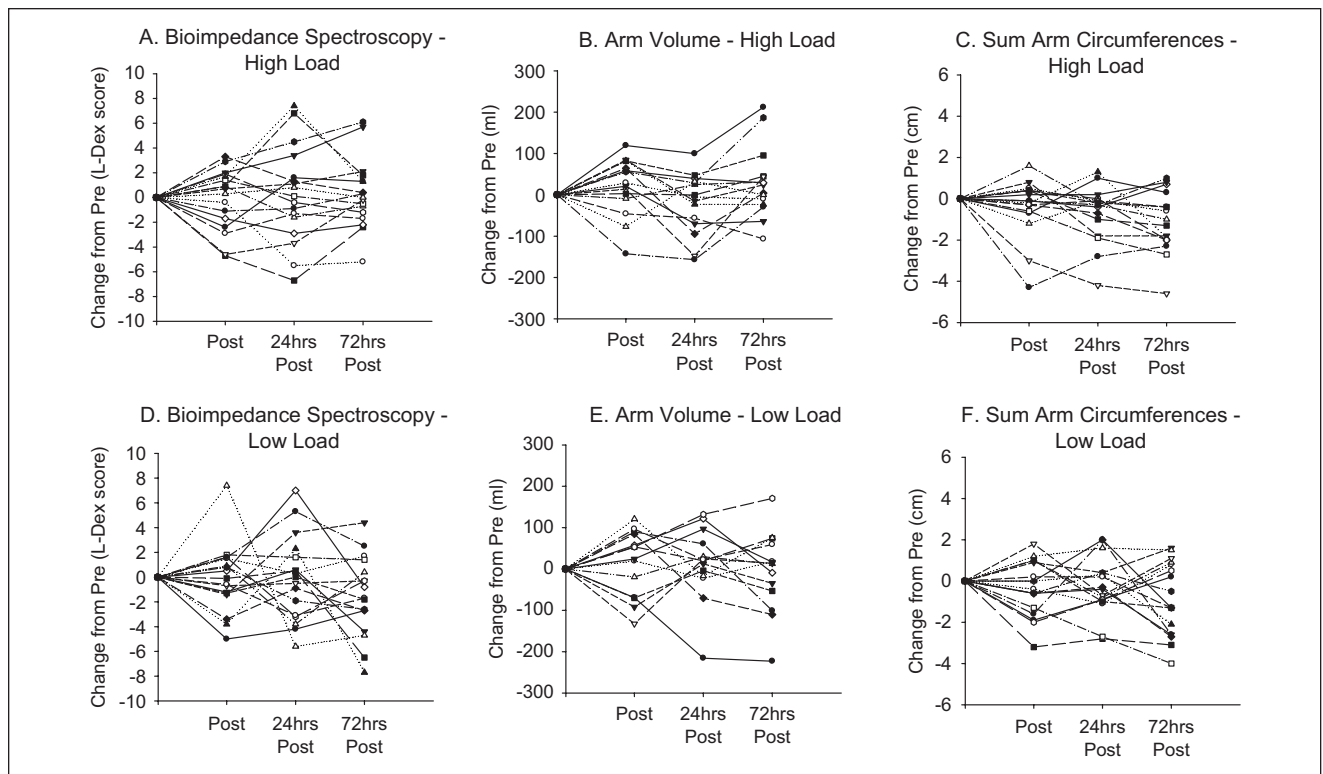 A. Bioimpedance Spectroscopy -
High Load
10
8
6
4
2
0
-2
-4
-6
-8
-10
Change from Pre (L-Dex score)
Post
24hrs
Post
72hrs
Post
B. Arm Volume - High Load
300
200
100
0
-100
-200
-300
Change from Pre (ml)
Post
24hrs
Post
72hrs
Post
C. Sum Arm Circumferences -
High Load
6
4
2
0
-2
-4
-6
Change from Pre (cm)
Post
24hrs
Post
72hrs
Post
D. Bioimpedance Spectroscopy -
Low Load
10
8
6
4
2
0
-2
-4
-6
-8
-10
Change from Pre (L-Dex score)
Post
24hrs
Post
72hrs
Post
E. Arm Volume - Low Load
300
200
100
0
-100
-200
-300
Change from Pre (ml)
Post
24hrs
Post
72hrs
Post
F. Sum Arm Circumferences -
Low Load
6
4
2
0
-2
-4
-6
Change from Pre (cm)
Post
24hrs
Post
72hrs
Post